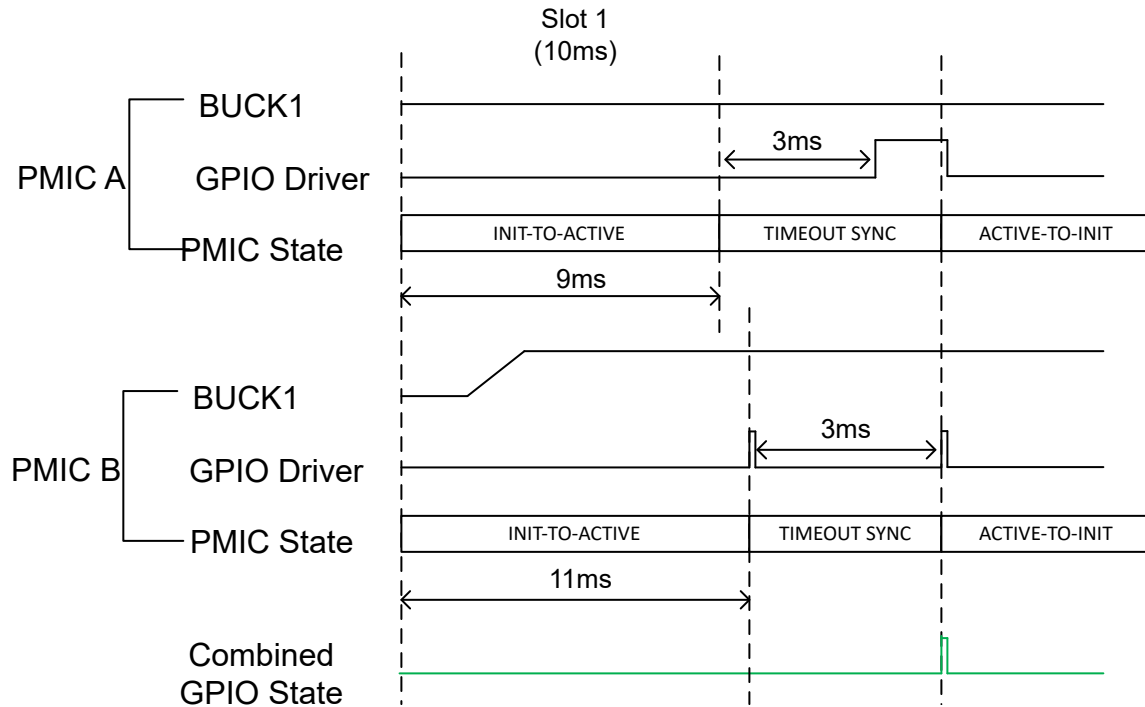 Slot 1
(10ms)
BUCK1
3ms
PMIC A
GPIO Driver
INIT-TO-ACTIVE
TIMEOUT SYNC
ACTIVE-TO-INIT
PMIC State
9ms
BUCK1
3ms
PMIC B
GPIO Driver
INIT-TO-ACTIVE
TIMEOUT SYNC
ACTIVE-TO-INIT
PMIC State
11ms
Combined
GPIO State